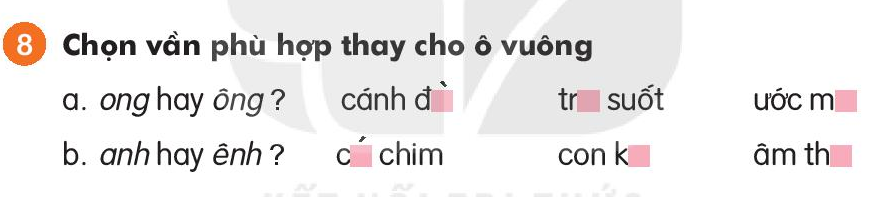 8 Chọn vần phù hợp thay cho ô vuông
a. ong hay ông ? cánh đ□̀ tr□ suốt ước m□
b. anh hay ênh ? c□́ chim con k□ âm th□